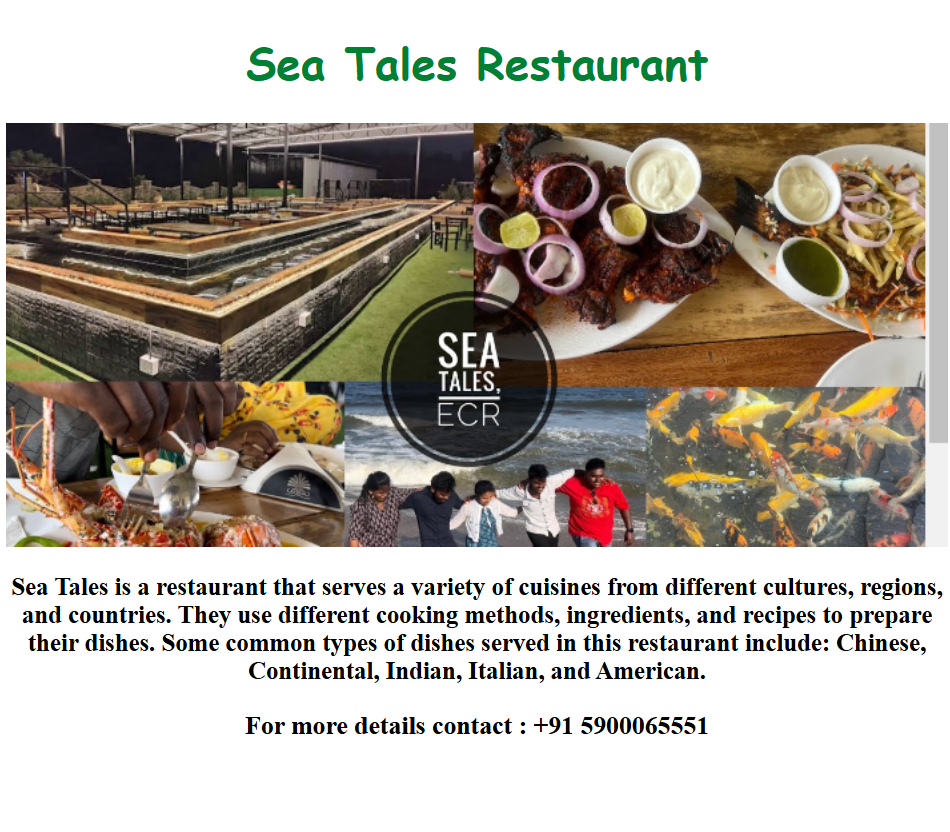 Sea Tales Restaurant
SEA
TALES,
ECR
Sea Tales is a restaurant that serves a variety of cuisines from different cultures, regions,
and countries. They use different cooking methods, ingredients, and recipes to prepare
their dishes. Some common types of dishes served in this restaurant include: Chinese,
Continental, Indian, Italian, and American.
For more details contact : +91 5900065551